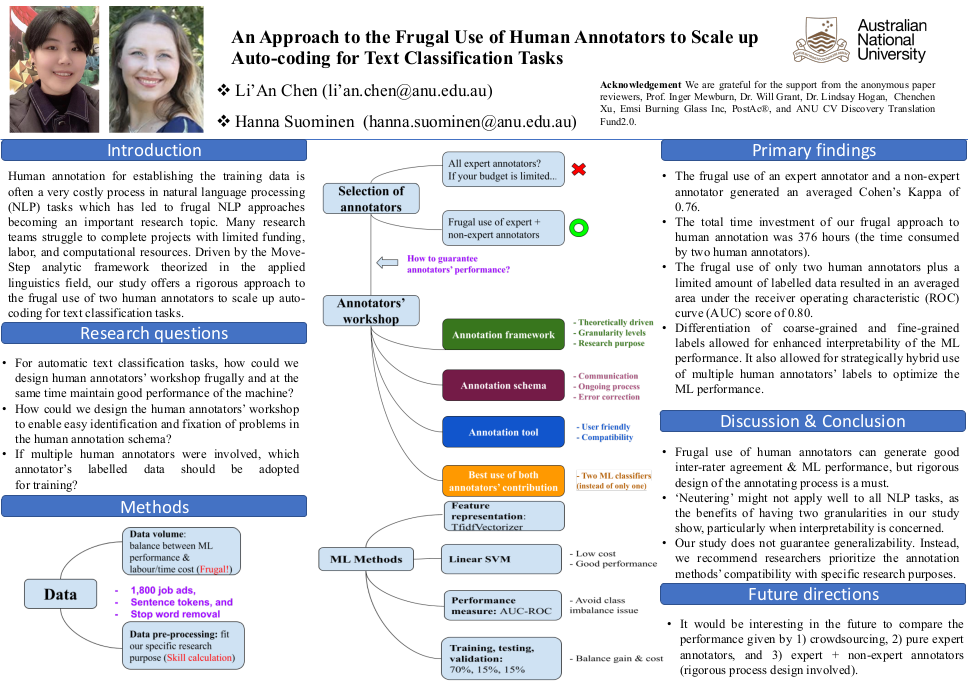 An Approach to the Frugal Use of Human Annotators to Scale up
Auto-coding for Text Classification Tasks
❖ Li’An Chen (li’an.chen@anu.edu.au)
❖ Hanna Suominen (hanna.suominen@anu.edu.au)
Australian
National
University
Acknowledgement We are grateful for the support from the anonymous paper
reviewers, Prof. Inger Mewburn, Dr. Will Grant, Dr. Lindsay Hogan, Chenchen
Xu, Emsi Burning Glass Inc, PostAc®, and ANU CV Discovery Translation
Fund2.0.
Introduction
Human annotation for establishing the training data is
often a very costly process in natural language processing
(NLP) tasks which has led to frugal NLP approaches
becoming an important research topic. Many research
teams struggle to complete projects with limited funding,
labor, and computational resources. Driven by the Move-
Step analytic framework theorized in the applied
linguistics field, our study offers a rigorous approach to
the frugal use of two human annotators to scale up auto-
coding for text classification tasks.
Research questions
• For automatic text classification tasks, how could we
design human annotators’ workshop frugally and at the
same time maintain good performance of the machine?
• How could we design the human annotators’ workshop
to enable easy identification and fixation of problems in
the human annotation schema?
• If multiple human annotators were involved, which
annotator’s labelled data should be adopted
for training?
Methods
Data
Data volume:
balance between ML
performance &
labour/time cost (Frugal!)
- 1,800 job ads,
- Sentence tokens, and
- Stop word removal
Data pre-processing: fit
our specific research
purpose (Skill calculation)
Selection of
annotators
All expert annotators?
If your budget is limited...
Frugal use of expert +
non-expert annotators
How to guarantee
annotators’ performance?
Annotators’
workshop
Annotation framework
- Theoretically driven
- Granularity levels
- Research purpose
Annotation schema
- Communication
- Ongoing process
- Error correction
Annotation tool
- User friendly
- Compatibility
Best use of both
annotators’ contribution
- Two ML classifiers
(instead of only one)
ML Methods
Feature
representation:
TfidfVectorizer
Linear SVM
- Low cost
- Good performance
Performance
measure: AUC-ROC
- Avoid class
imbalance issue
Training, testing,
validation:
70%, 15%, 15%
- Balance gain & cost
Primary findings
• The frugal use of an expert annotator and a non-expert
annotator generated an averaged Cohen’s Kappa of
0.76.
• The total time investment of our frugal approach to
human annotation was 376 hours (the time consumed
by two human annotators).
• The frugal use of only two human annotators plus a
limited amount of labelled data resulted in an averaged
area under the receiver operating characteristic (ROC)
curve (AUC) score of 0.80.
• Differentiation of coarse-grained and fine-grained
labels allowed for enhanced interpretability of the ML
performance. It also allowed for strategically hybrid use
of multiple human annotators’ labels to optimize the
ML performance.
Discussion & Conclusion
• Frugal use of human annotators can generate good
inter-rater agreement & ML performance, but rigorous
design of the annotating process is a must.
• ‘Neutering’ might not apply well to all NLP tasks, as
the benefits of having two granularities in our study
show, particularly when interpretability is concerned.
• Our study does not guarantee generalizability. Instead,
we recommend researchers prioritize the annotation
methods’ compatibility with specific research purposes.
Future directions
• It would be interesting in the future to compare the
performance given by 1) crowdsourcing, 2) pure expert
annotators, and 3) expert + non-expert annotators
(rigorous process design involved).